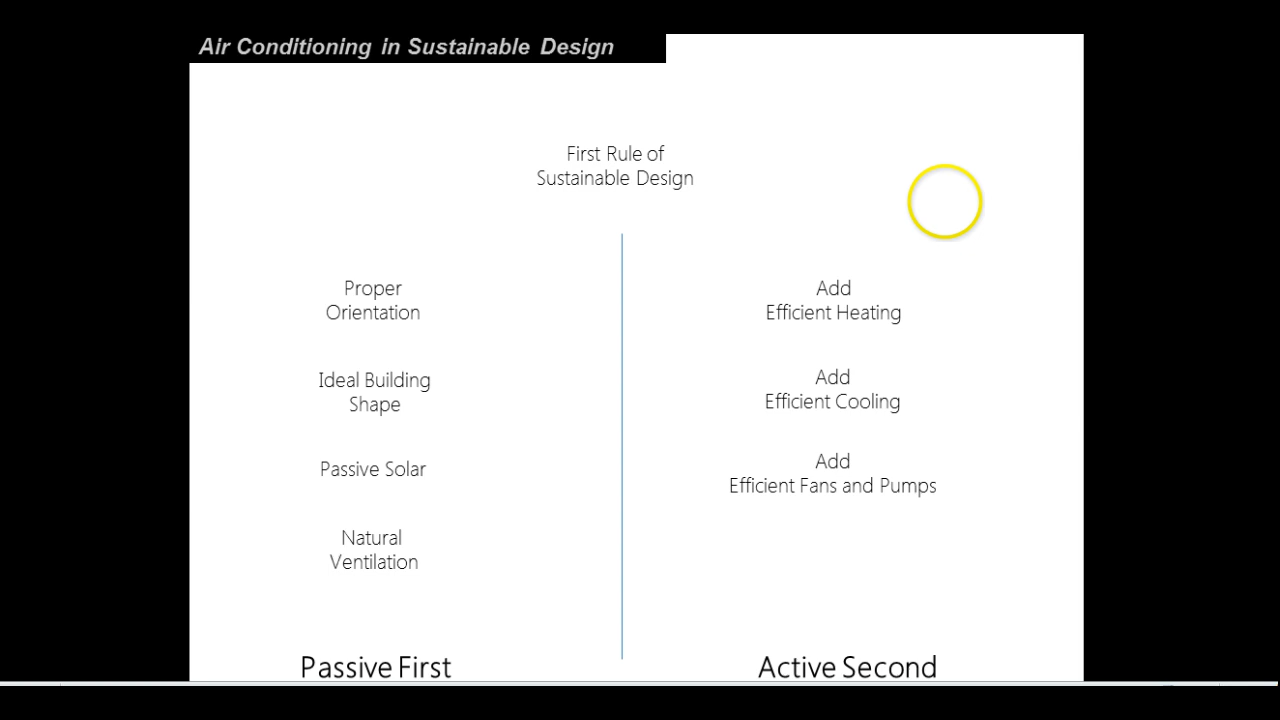 Air Conditioning in Sustainable Design
First Rule of
Sustainable Design
Proper
Orientation
Ideal Building
Shape
Passive Solar
Natural
Ventilation
Passive First
Add
Efficient Heating
Add
Efficient Cooling
Add
Efficient Fans and Pumps
Active Second